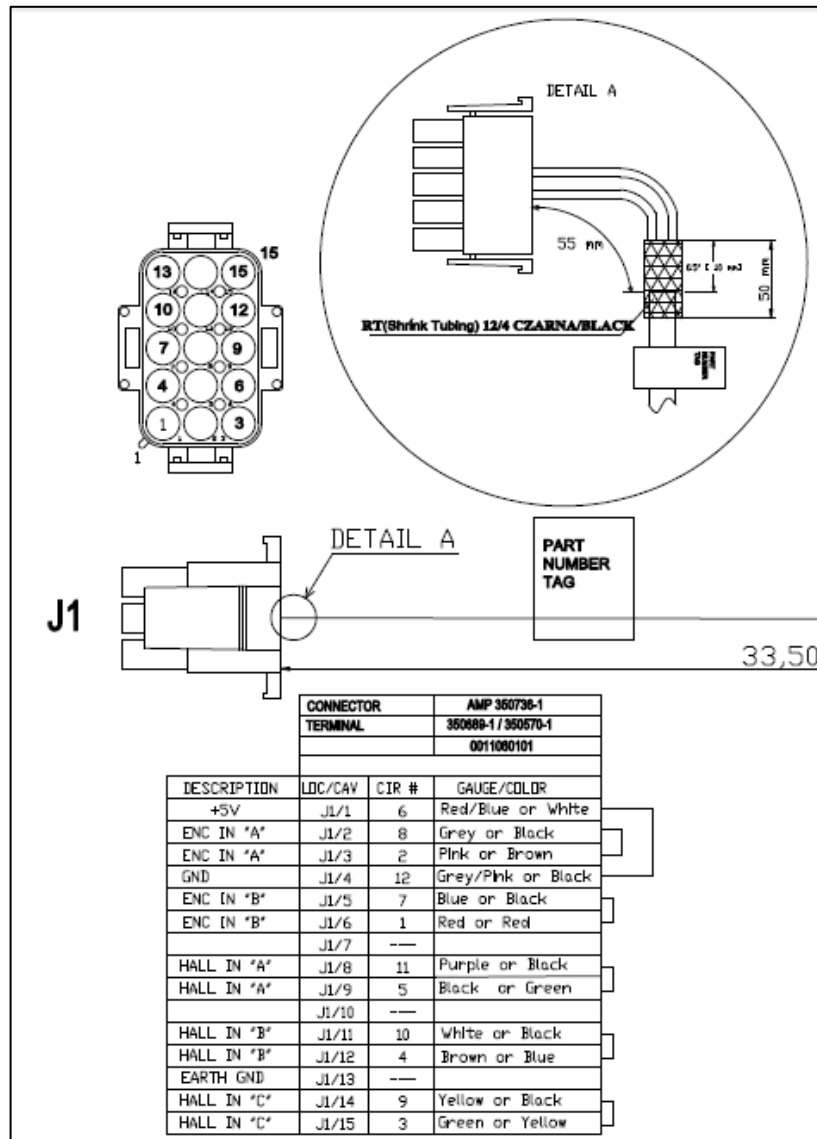 DETAIL A
55 mm
50 mm
RT(Shrink Tubing) 12/4 CZARNA/BLACK
PART NUMBER TAG
15
13 15
10 12
7 9
4 6
1 3
1
DETAIL A
J1
PART
NUMBER
TAG
33,50
CONNECTOR AMP 350736-1
TERMINAL 350689-1 / 350570-1
0011060101
DESCRIPTION LOC/CAV CIR # GAUGE/COLOR
+5V J1/1 6 Red/Blue or White
ENC IN "A" J1/2 8 Grey or Black
ENC IN "A" J1/3 2 Pink or Brown
GND J1/4 12 Grey/Pink or Black
ENC IN "B" J1/5 7 Blue or Black
ENC IN "B" J1/6 1 Red or Red
J1/7 ---
HALL IN "A" J1/8 11 Purple or Black
HALL IN "A" J1/9 5 Black or Green
J1/10 ---
HALL IN "B" J1/11 10 White or Black
HALL IN "B" J1/12 4 Brown or Blue
EARTH GND J1/13 ---
HALL IN "C" J1/14 9 Yellow or Black
HALL IN "C" J1/15 3 Green or Yellow